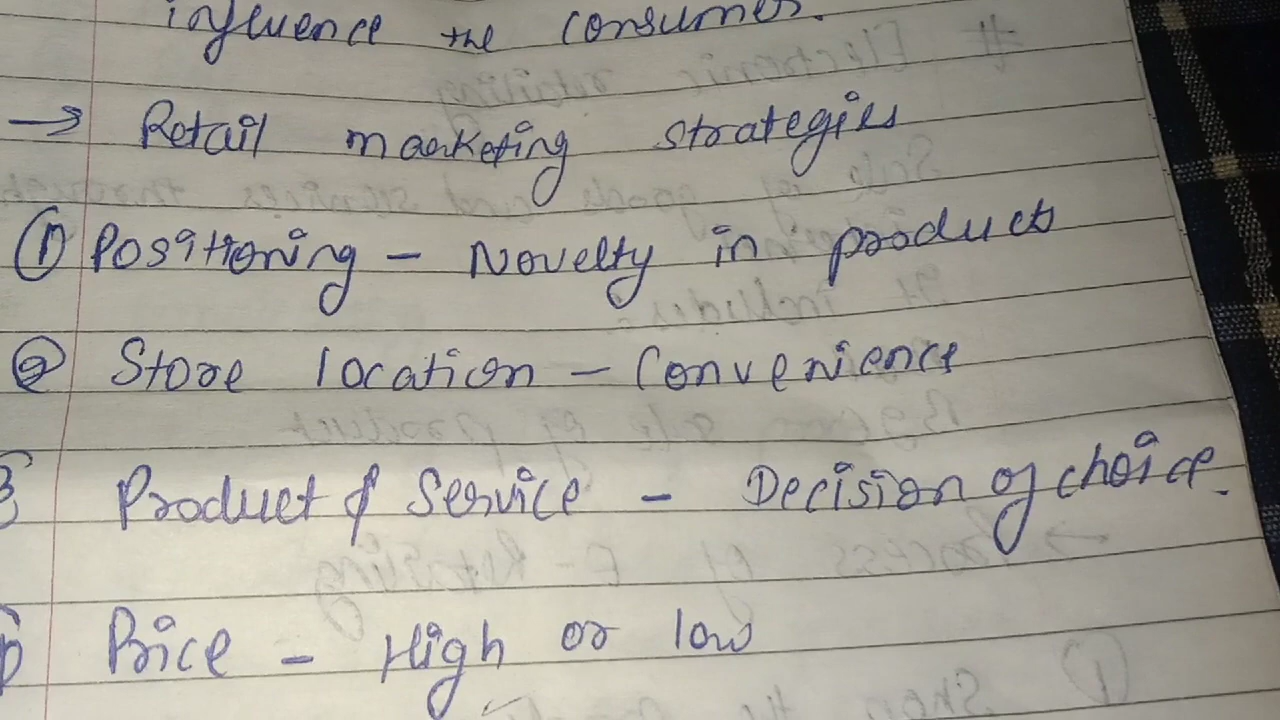 influence the consumer.
→ Retail marketing strategies
① Positioning - Novelty in products
② Store location - Convenience
3 Product & Service - Decision of choice.
Price - High or low